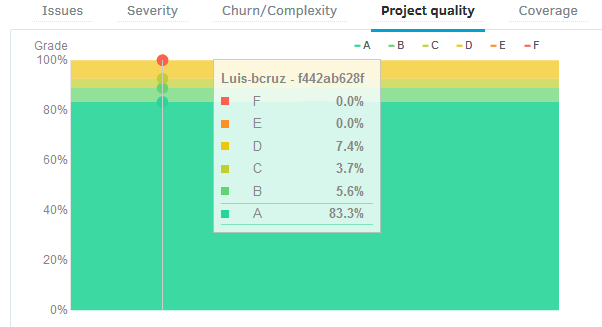 Issues Severity Churn/Complexity Project quality Coverage
Grade A B C D E F
100%
80%
60%
40%
20%
0%
Luis-bcruz - f442ab628f
F 0.0%
E 0.0%
D 7.4%
C 3.7%
B 5.6%
A 83.3%